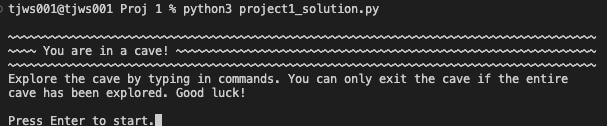 tjws001@tjws001 Proj 1 % python3 project1_solution.py
~~~~~~~~~~~~~~~~~~~~~~~~~~~~~~~~~~~~~~~~~~~~~~~~~~~~~~~~~~~~~~~~~~~~~~~~~~~~~~~~
~~~~ You are in a cave! ~~~~~~~~~~~~~~~~~~~~~~~~~~~~~~~~~~~~~~~~~~~~~~~~~~~~~~~~
~~~~~~~~~~~~~~~~~~~~~~~~~~~~~~~~~~~~~~~~~~~~~~~~~~~~~~~~~~~~~~~~~~~~~~~~~~~~~~~~
Explore the cave by typing in commands. You can only exit the cave if the entire
cave has been explored. Good luck!
Press Enter to start.